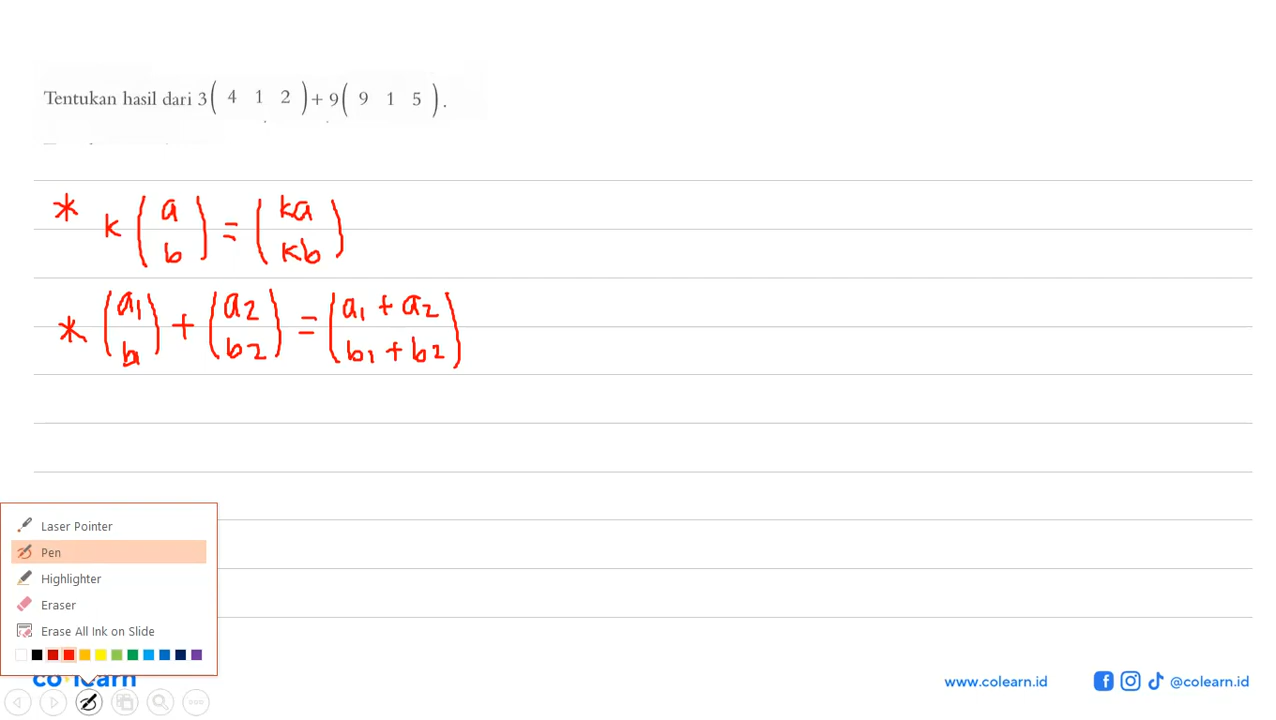 Tentukan hasil dari 3( 4 1 2 ) + 9( 9 1 5 ).
* k ( a b ) = ( ka kb )
* ( a1 b1 ) + ( a2 b2 ) = ( a1 + a2 b1 + b2 )
Laser Pointer
Pen
Highlighter
Eraser
Erase All Ink on Slide
colearn
www.colearn.id
@colearn.id